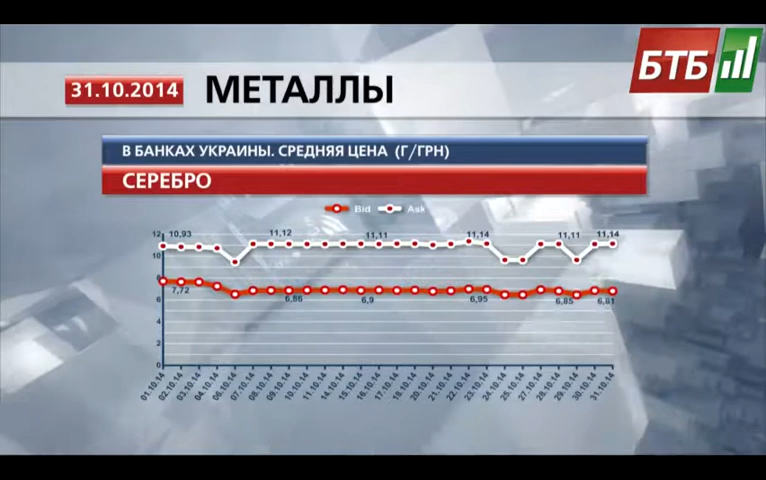 БТБ
31.10.2014 МЕТАЛЛЫ
В БАНКАХ УКРАИНЫ. СРЕДНЯЯ ЦЕНА (Г/ГРН)
СЕРЕБРО
Bid Ask
12
10
8
6
4
2
0
10,93 11,12 11,11 11,14 11,11 11,14
7,72 6,86 6,9 6,95 6,85 6,81
01.10.14 02.10.14 03.10.14 04.10.14 06.10.14 07.10.14 08.10.14 09.10.14 10.10.14 11.10.14 14.10.14 15.10.14 16.10.14 17.10.14 18.10.14 20.10.14 21.10.14 22.10.14 23.10.14 24.10.14 25.10.14 27.10.14 28.10.14 29.10.14 30.10.14 31.10.14